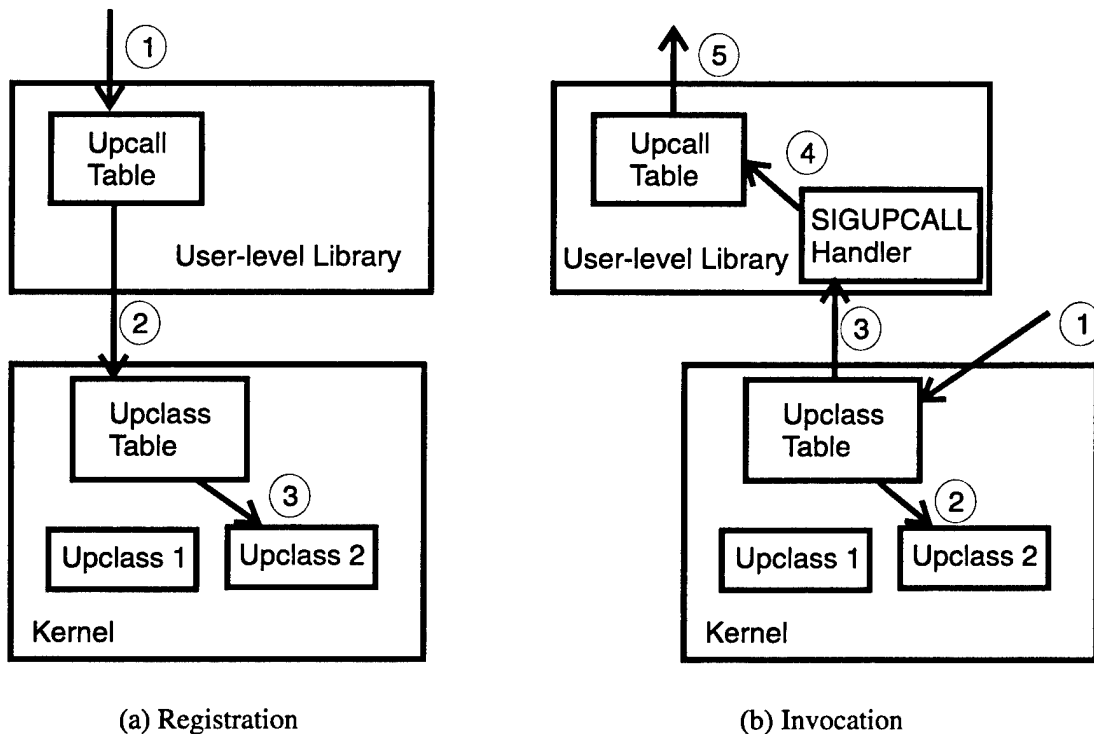 1
Upcall
Table
User-level Library
2
Upclass
Table
3
Upclass 1
Upclass 2
Kernel
(a) Registration
5
Upcall
Table
4
SIGUPCALL
Handler
User-level Library
3
1
Upclass
Table
2
Upclass 1
Upclass 2
Kernel
(b) Invocation